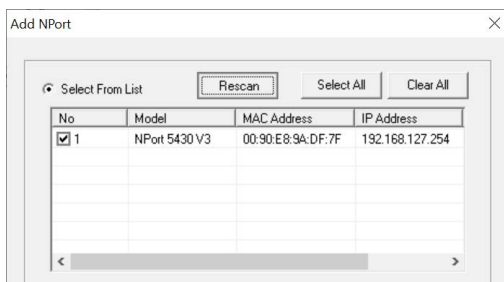 Add NPort
Select From List Rescan Select All Clear All
No Model MAC Address IP Address
1 NPort 5430 V3 00:90:E8:9A:DF:7F 192.168.127.254